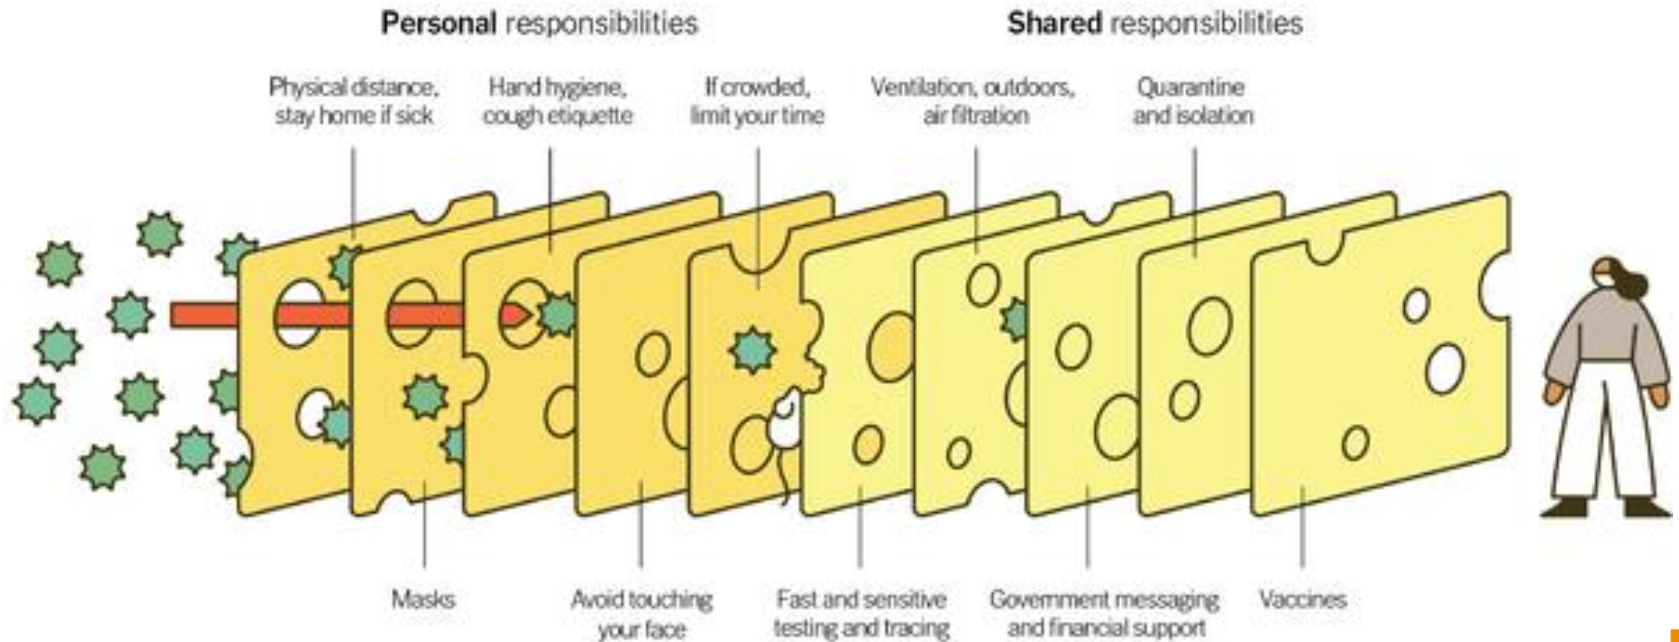 Personal responsibilities
Shared responsibilities
Physical distance,
stay home if sick
Hand hygiene,
cough etiquette
If crowded,
limit your time
Ventilation, outdoors,
air filtration
Quarantine
and isolation
Masks
Avoid touching
your face
Fast and sensitive
testing and tracing
Government messaging
and financial support
Vaccines